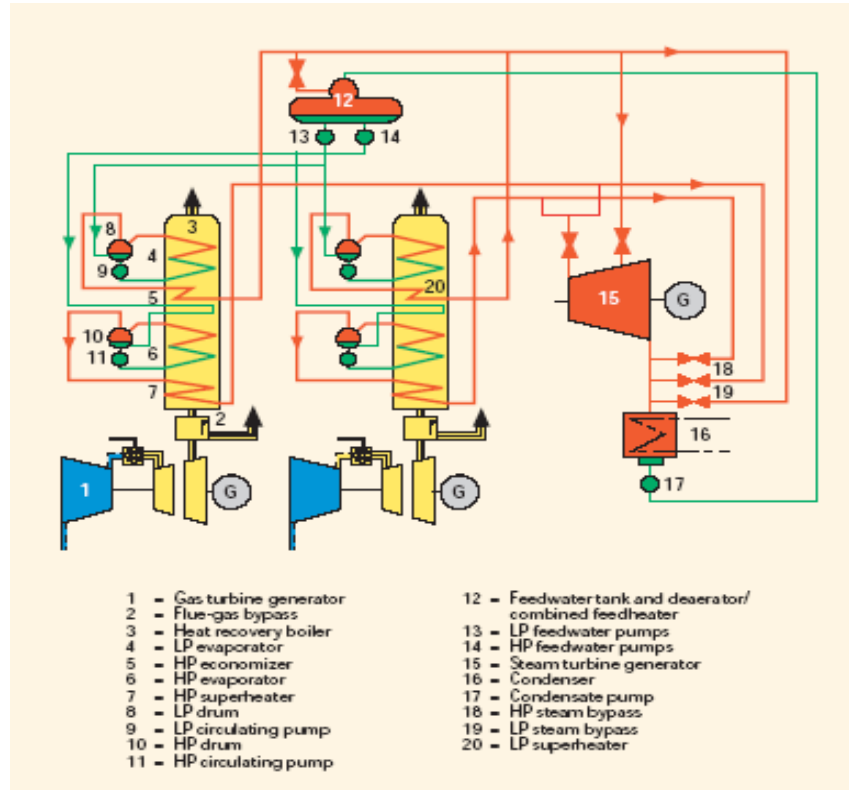 12
13
14
3
8
4
9
5
20
10
6
11
7
2
15
G
18
19
16
17
1
G
G
1 - Gas turbine generator
2 - Flue-gas bypass
3 - Heat recovery boiler
4 - LP evaporator
5 - HP economizer
6 - HP evaporator
7 - HP superheater
8 - LP drum
9 - LP circulating pump
10 - HP drum
11 - HP circulating pump
12 - Feedwater tank and deaerator/
combined feedheater
13 - LP feedwater pumps
14 - HP feedwater pumps
15 - Steam turbine generator
16 - Condenser
17 - Condensate pump
18 - HP steam bypass
19 - LP steam bypass
20 - LP superheater